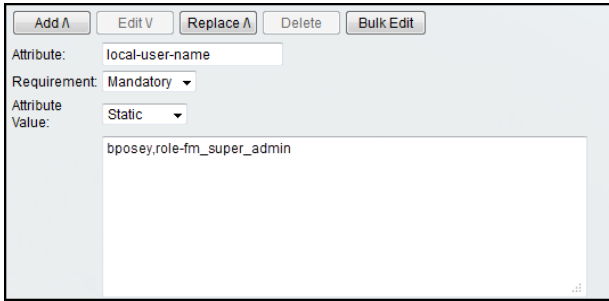 Add /\ Edit \/ Replace /\ Delete Bulk Edit
Attribute: local-user-name
Requirement: Mandatory
Attribute Value: Static
bposey,role-fm_super_admin